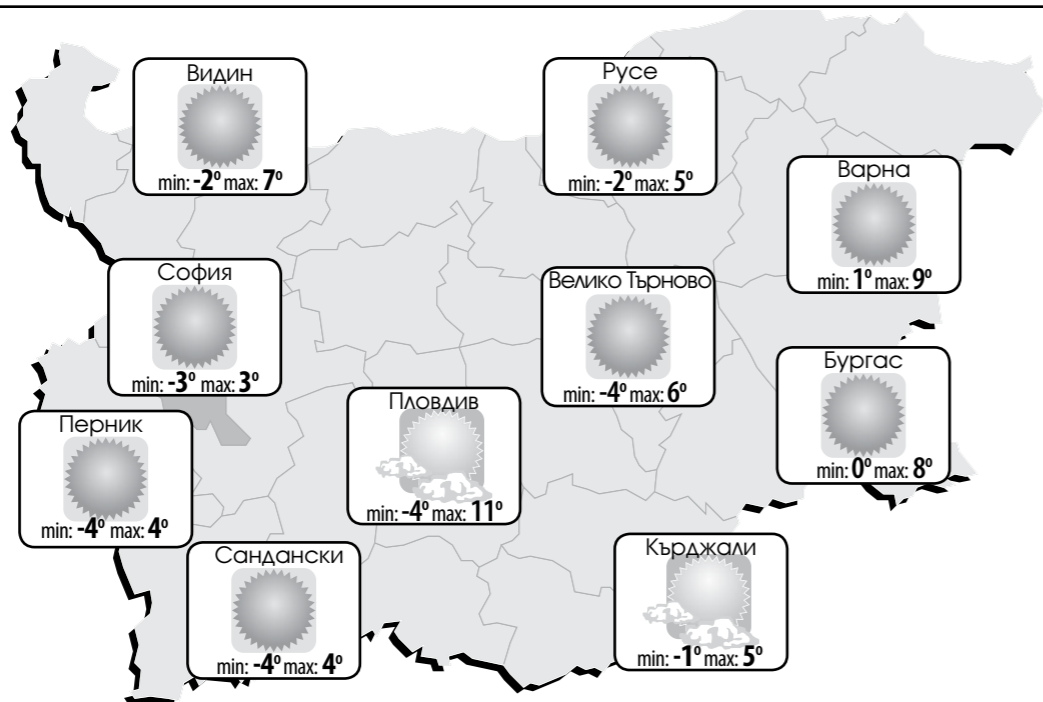 Видин
min: -2° max: 7°
Русе
min: -2° max: 5°
Варна
min: 1° max: 9°
София
min: -3° max: 3°
Велико Търново
min: -4° max: 6°
Бургас
min: 0° max: 8°
Пловдив
min: -4° max: 11°
Перник
min: -4° max: 4°
Сандански
min: -4° max: 4°
Кърджали
min: -1° max: 5°